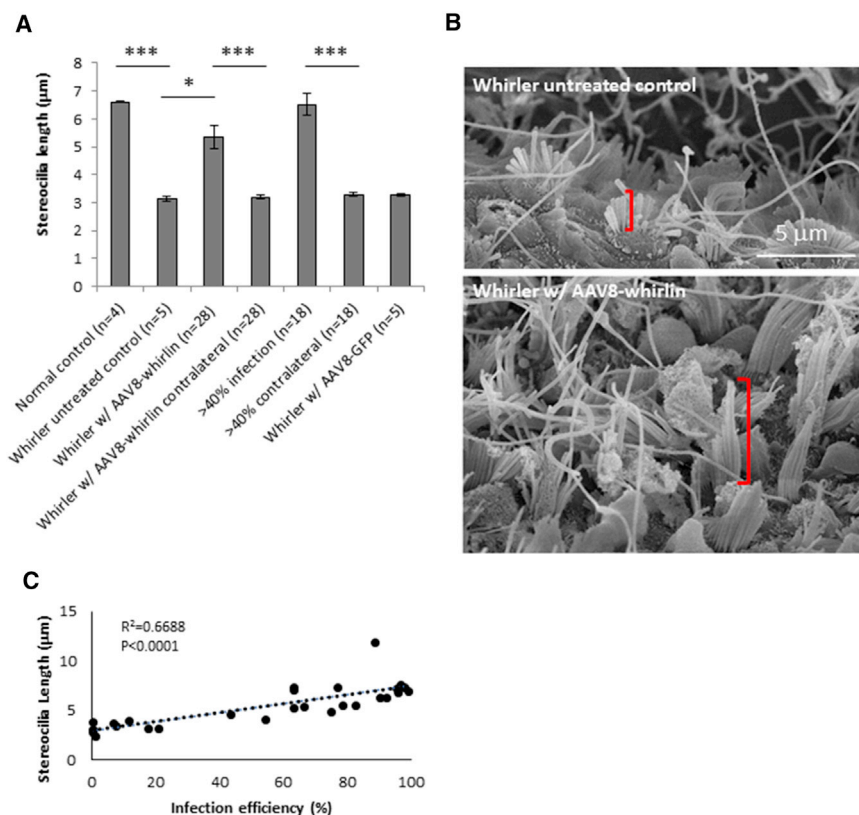 A
***
***
***
*
Stereocilia length (µm)
8
7
6
5
4
3
2
1
0
Normal control (n=4)
Whirler untreated control (n=5)
Whirler w/ AAV8-whirlin (n=28)
Whirler w/ AAV8-whirlin contralateral (n=28)
>40% infection (n=18)
>40% contralateral (n=18)
Whirler w/ AAV8-GFP (n=5)
B
Whirler untreated control
5 µm
Whirler w/ AAV8-whirlin
C
Stereocilia Length (µm)
15
10
5
0
R²=0.6688
P<0.0001
0
20
40
60
80
100
Infection efficiency (%)